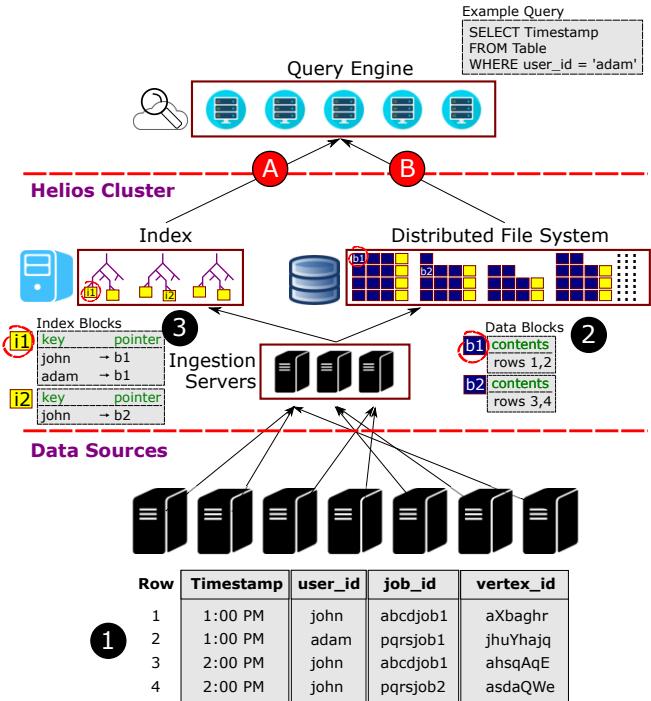 Example Query
SELECT Timestamp
FROM Table
WHERE user_id = 'adam'
Query Engine
A
B
Helios Cluster
Index
Distributed File System
i1
i2
b1
b2
3
Index Blocks
i1
key pointer
john → b1
adam → b1
i2
key pointer
john → b2
Ingestion
Servers
Data Blocks
2
b1
contents
rows 1,2
b2
contents
rows 3,4
Data Sources
Row Timestamp user_id job_id vertex_id
1
1 1:00 PM john abcdjob1 aXbaghr
2 1:00 PM adam pqrsjob1 jhuYhajq
3 2:00 PM john abcdjob1 ahsqAqE
4 2:00 PM john pqrsjob2 asdaQWe